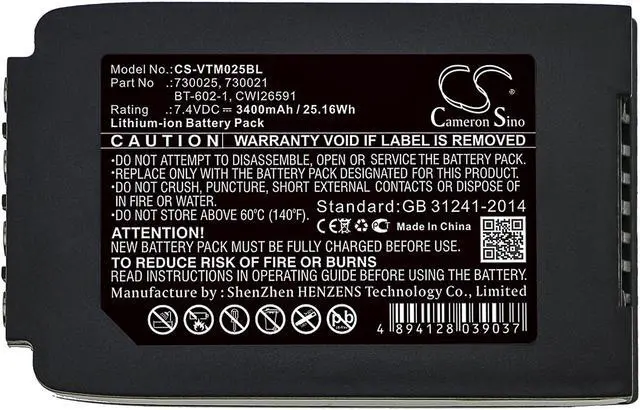 Model No.:CS-VTM025BL
Part No .:730025, 730021
BT-602-1, CWI26591
Rating .:7.4VDC ⎓ 3400mAh / 25.16Wh
Lithium-ion Battery Pack
CS
Cameron Sino
CAUTION WARRANTY VOID IF LABEL IS REMOVED
•DO NOT ATTEMPT TO DISASSEMBLE, OPEN OR SERVICE THE BATTERY PACK.
•REPLACE ONLY WITH THE BATTERY PACK DESIGNATED FOR THIS PRODUCT.
•DO NOT CRUSH, PUNCTURE, SHORT EXTERNAL CONTACTS OR DISPOSE OF
IN FIRE OR WATER.
•DO NOT STORE ABOVE 60℃ (140℉).
Standard:GB 31241-2014
CE
Made In China
ATTENTION!
NEW BATTERY PACK MUST BE FULLY CHARGED BEFORE USE
TO REDUCE RISK OF FIRE OR BURNS
READ INSTRUCTIONS IN OPERATING GUIDE BEFORE USING THE BATTERY.
Manufacture by : ShenZhen HENZENS Technology Co., Limited
Pb
4 894128 039037